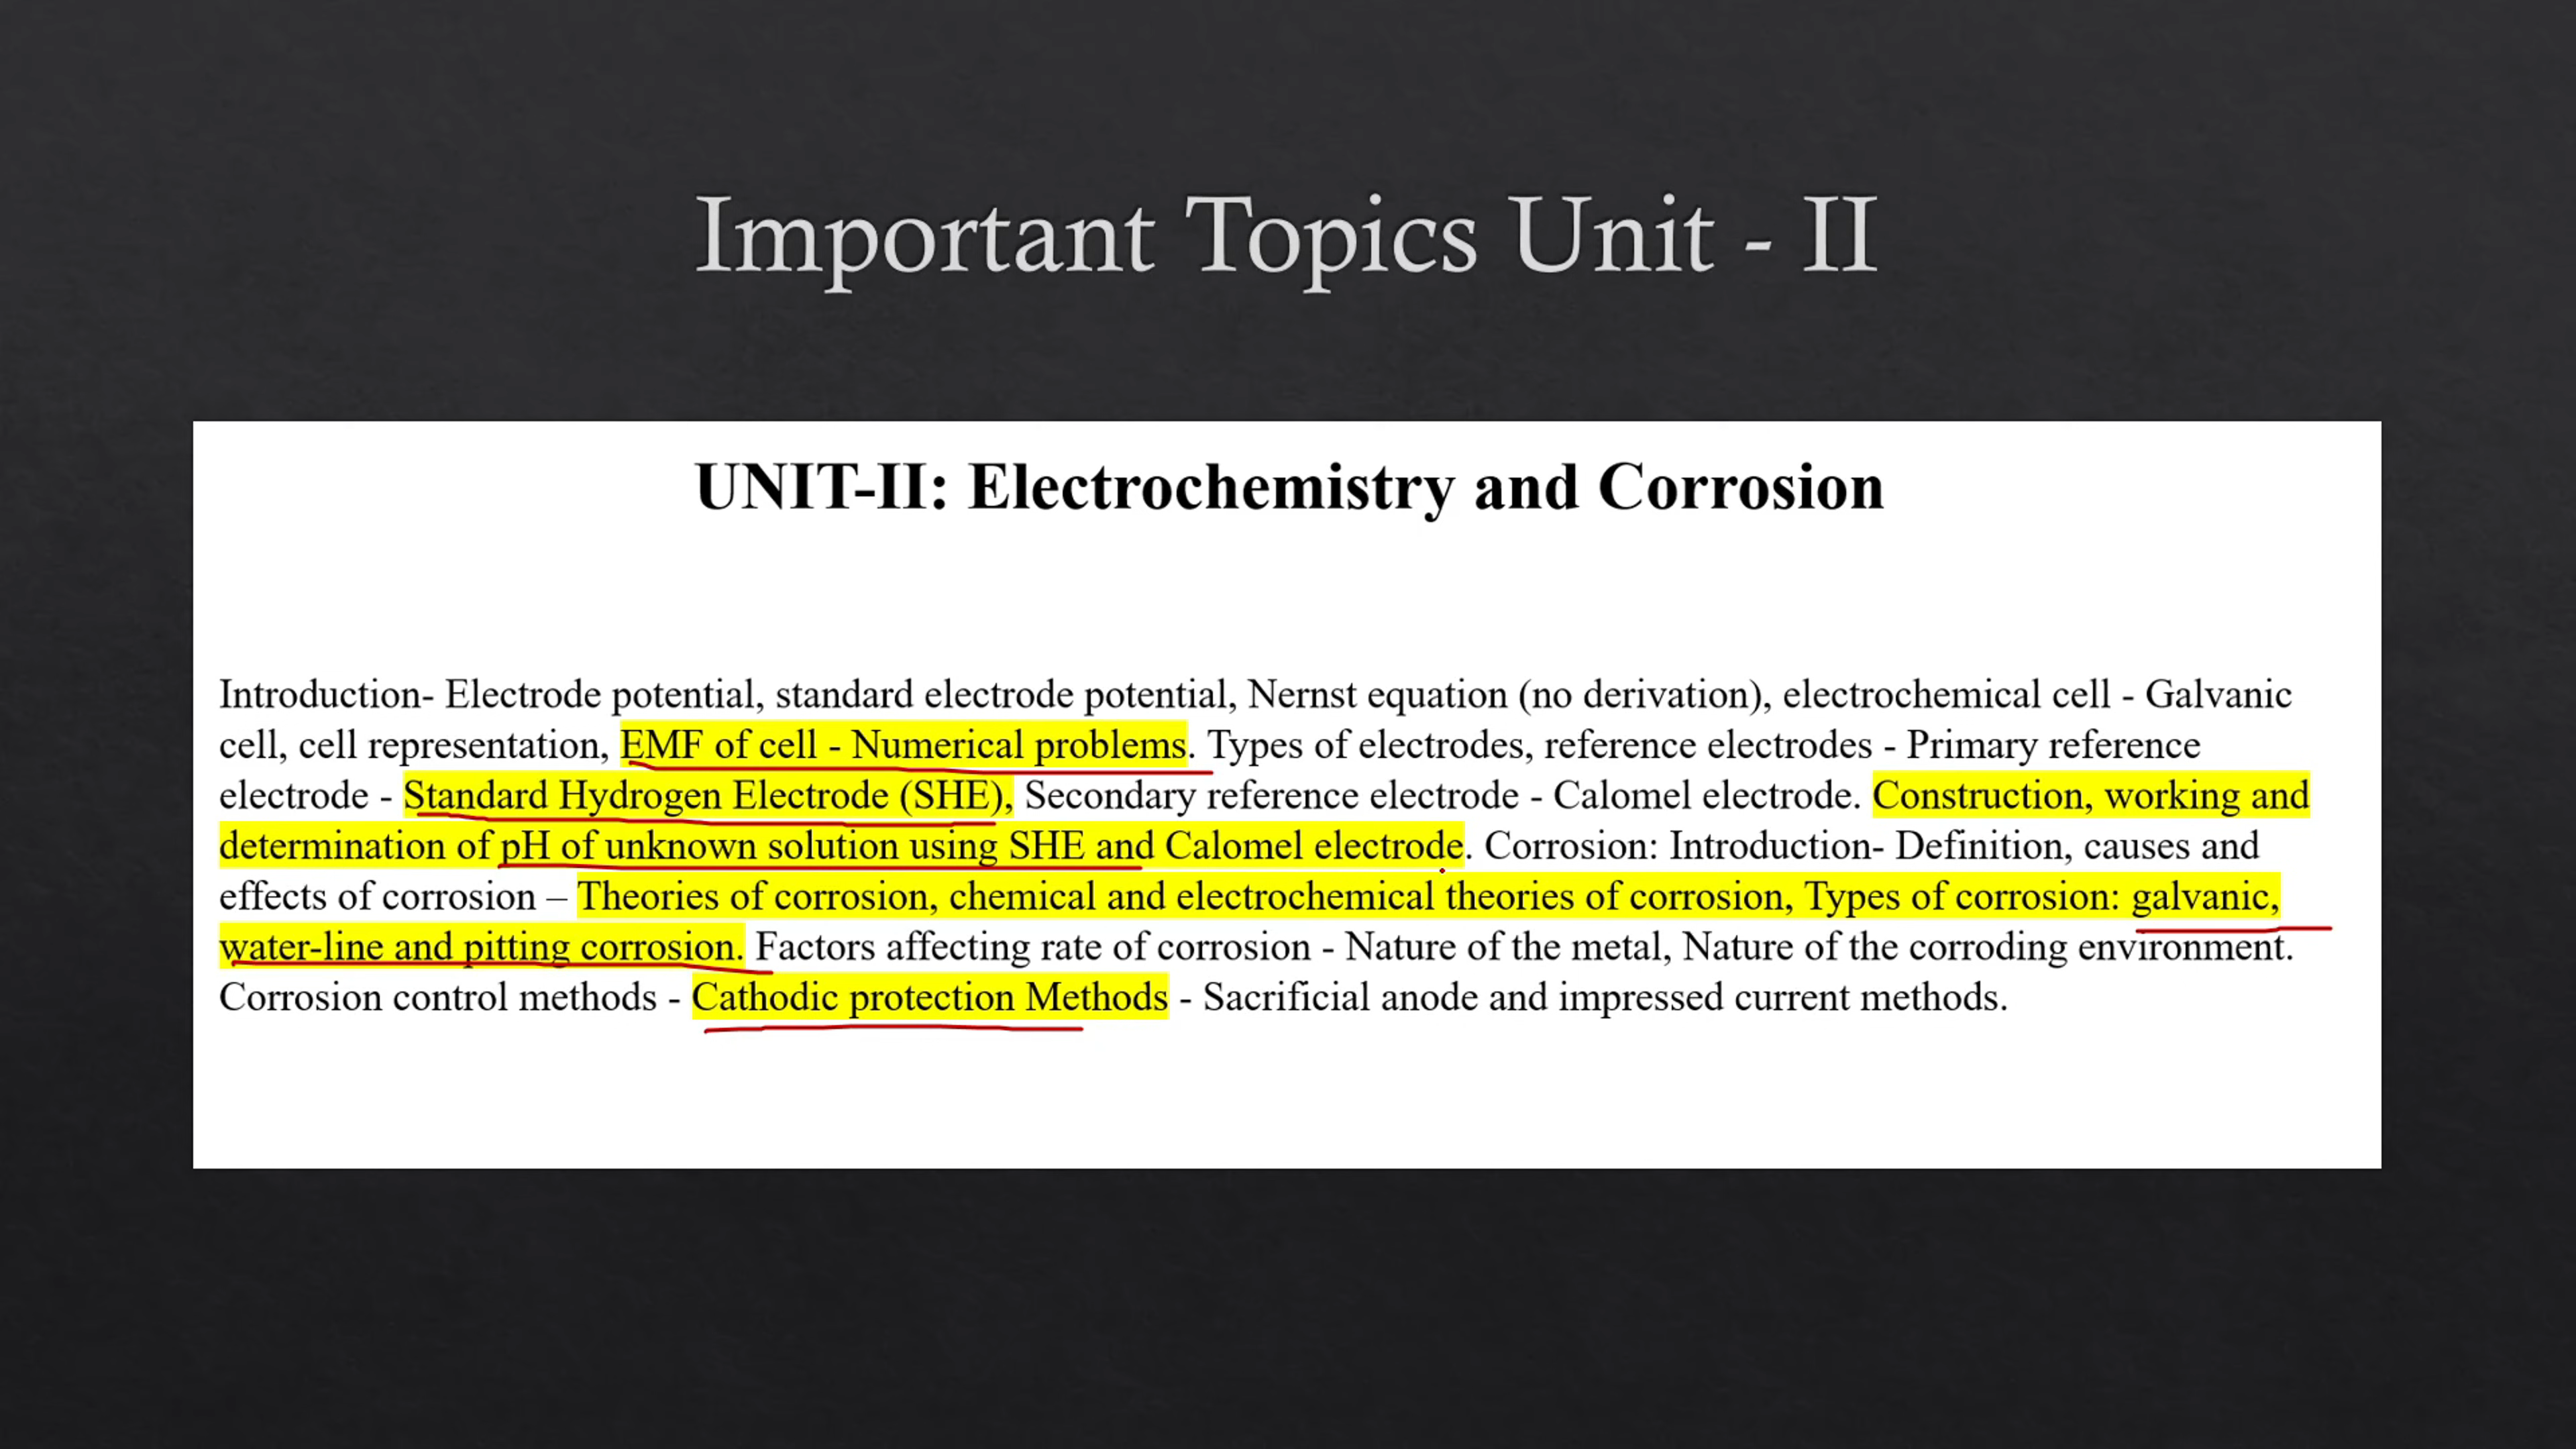 Important Topics Unit - II
UNIT-II: Electrochemistry and Corrosion
Introduction- Electrode potential, standard electrode potential, Nernst equation (no derivation), electrochemical cell - Galvanic
cell, cell representation, EMF of cell - Numerical problems. Types of electrodes, reference electrodes - Primary reference
electrode - Standard Hydrogen Electrode (SHE), Secondary reference electrode - Calomel electrode. Construction, working and
determination of pH of unknown solution using SHE and Calomel electrode. Corrosion: Introduction- Definition, causes and
effects of corrosion – Theories of corrosion, chemical and electrochemical theories of corrosion, Types of corrosion: galvanic,
water-line and pitting corrosion. Factors affecting rate of corrosion - Nature of the metal, Nature of the corroding environment.
Corrosion control methods - Cathodic protection Methods - Sacrificial anode and impressed current methods.